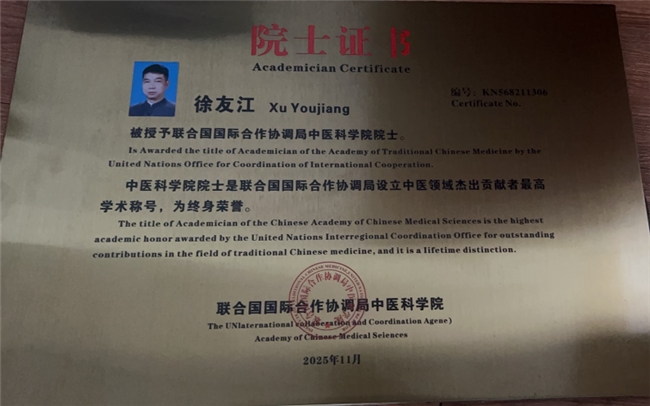 院士证书
Academician Certificate
徐友江 Xu Youjiang
编号：KN568211306
Certificate No.
被授予联合国国际合作协调局中医科学院院士。
Is Awarded the title of Academician of the Academy of Traditional Chinese Medicine by the
United Nations Office for Coordination of International Cooperation.
中医科学院院士是联合国国际合作协调局设立中医领域杰出贡献者最高
学术称号，为终身荣誉。
The title of Academician of the Chinese Academy of Chinese Medical Sciences is the highest
academic honor awarded by the United Nations Interregional Coordination Office for outstanding
contributions in the field of traditional Chinese medicine, and it is a lifetime distinction.
联合国国际合作协调局中医科学院
The UNIaternational collaboration and Coordination Agene)
Academy of Chinese Medical Sciences
2025年11月